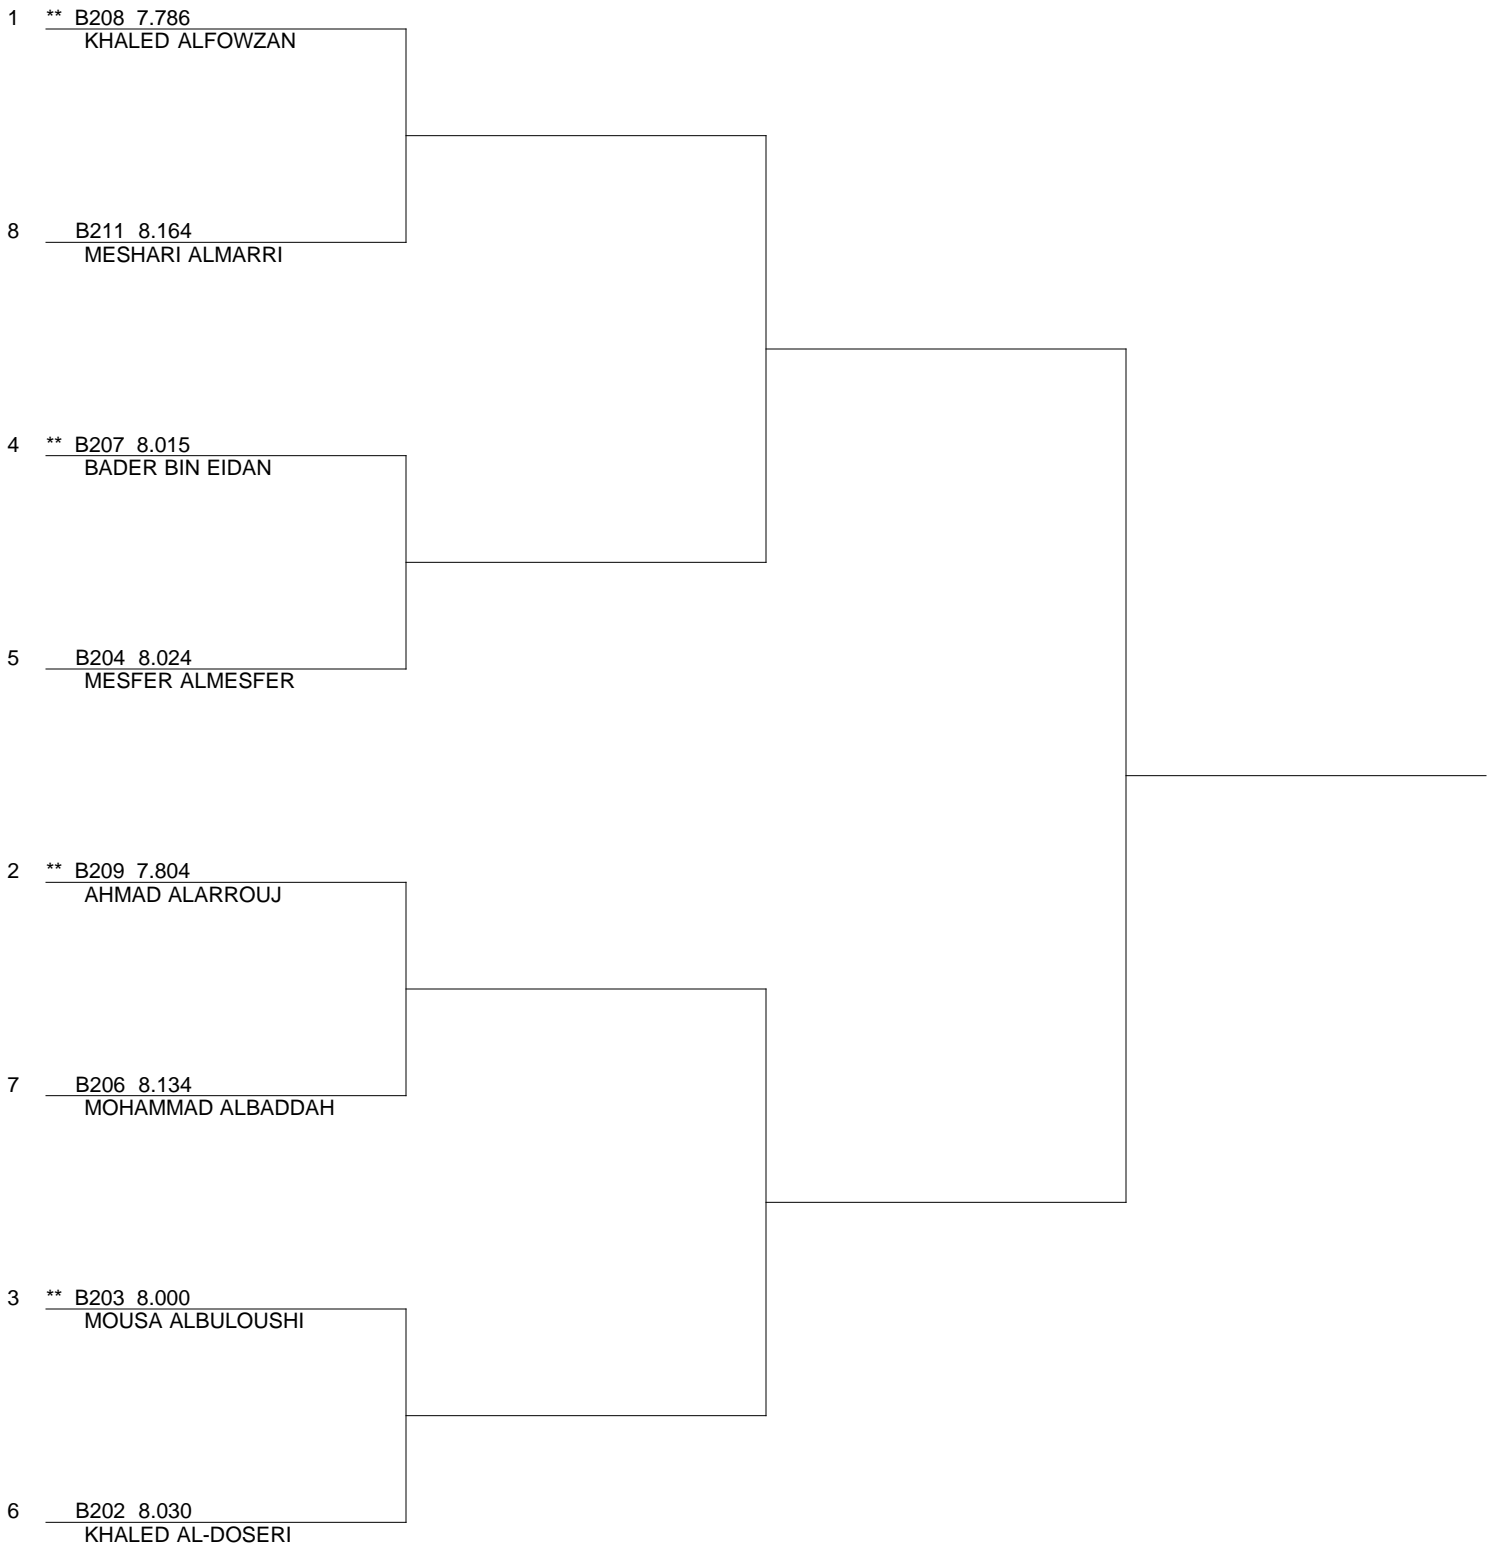 1 ** B208 7.786
KHALED ALFOWZAN
8 B211 8.164
MESHARI ALMARRI
4 ** B207 8.015
BADER BIN EIDAN
5 B204 8.024
MESFER ALMESFER
2 ** B209 7.804
AHMAD ALARROUJ
7 B206 8.134
MOHAMMAD ALBADDAH
3 ** B203 8.000
MOUSA ALBULOUSHI
6 B202 8.030
KHALED AL-DOSERI